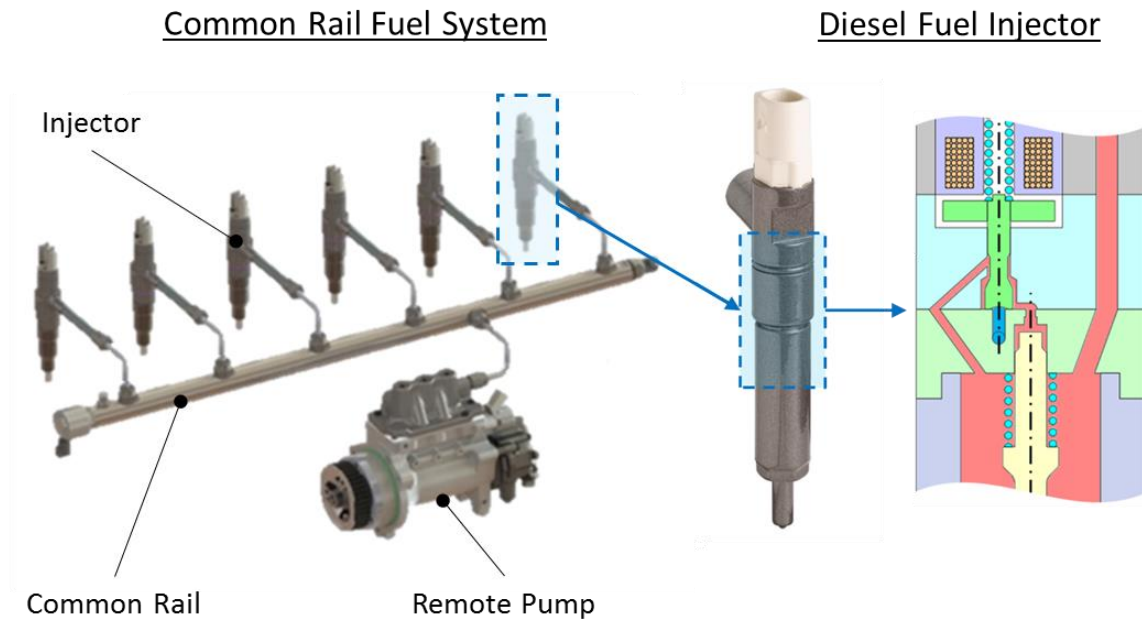 Common Rail Fuel System
Diesel Fuel Injector
Injector
Common Rail
Remote Pump